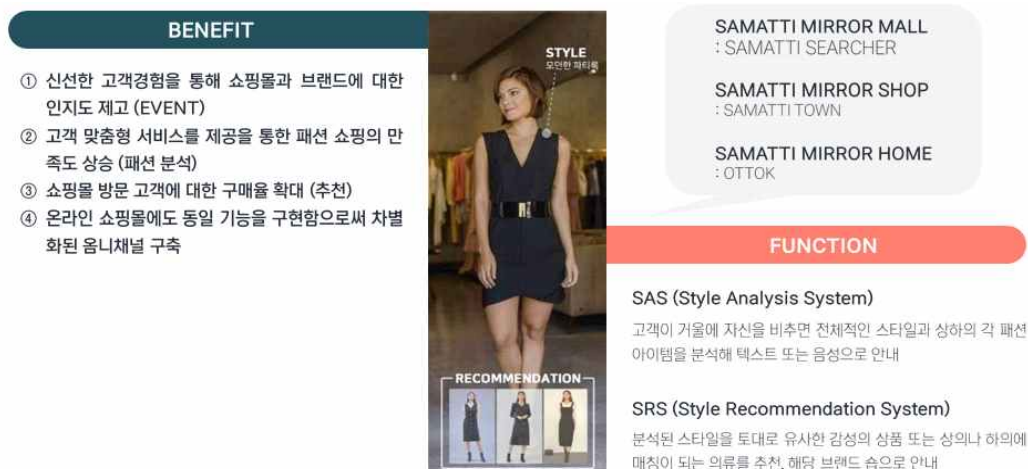 BENEFIT
① 신선한 고객경험을 통해 쇼핑몰과 브랜드에 대한
인지도 제고 (EVENT)
② 고객 맞춤형 서비스를 제공을 통한 패션 쇼핑의 만
족도 상승 (패션 분석)
③ 쇼핑몰 방문 고객에 대한 구매율 확대 (추천)
④ 온라인 쇼핑몰에도 동일 기능을 구현함으로써 차별
화된 옴니채널 구축
STYLE
모던한 파티룩
RECOMMENDATION
SAMATTI MIRROR MALL
: SAMATTI SEARCHER
SAMATTI MIRROR SHOP
: SAMATTI TOWN
SAMATTI MIRROR HOME
: OTTOK
FUNCTION
SAS (Style Analysis System)
고객이 거울에 자신을 비추면 전체적인 스타일과 상하의 각 패션
아이템을 분석해 텍스트 또는 음성으로 안내
SRS (Style Recommendation System)
분석된 스타일을 토대로 유사한 감성의 상품 또는 상의나 하의에
매칭이 되는 의류를 추천, 해당 브랜드 숍으로 안내